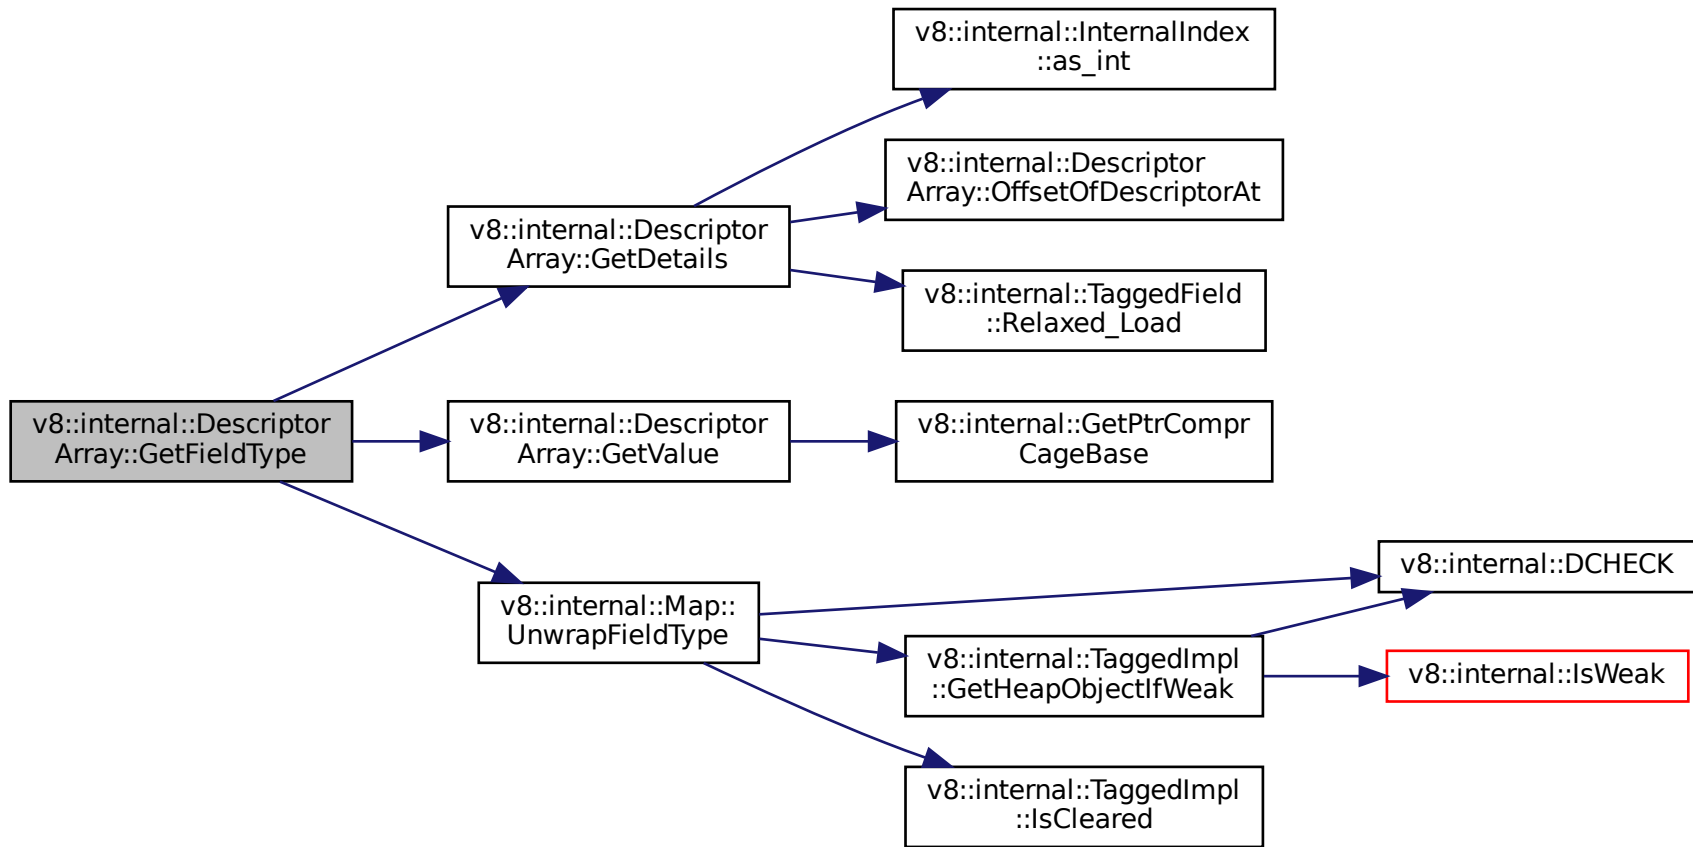 v8::internal::InternalIndex
::as_int
v8::internal::Descriptor
Array::OffsetOfDescriptorAt
v8::internal::Descriptor
Array::GetDetails
v8::internal::TaggedField
::Relaxed_Load
v8::internal::Descriptor
Array::GetFieldType
v8::internal::Descriptor
Array::GetValue
v8::internal::GetPtrCompr
CageBase
v8::internal::DCHECK
v8::internal::Map::
UnwrapFieldType
v8::internal::TaggedImpl
::GetHeapObjectIfWeak
v8::internal::IsWeak
v8::internal::TaggedImpl
::IsCleared